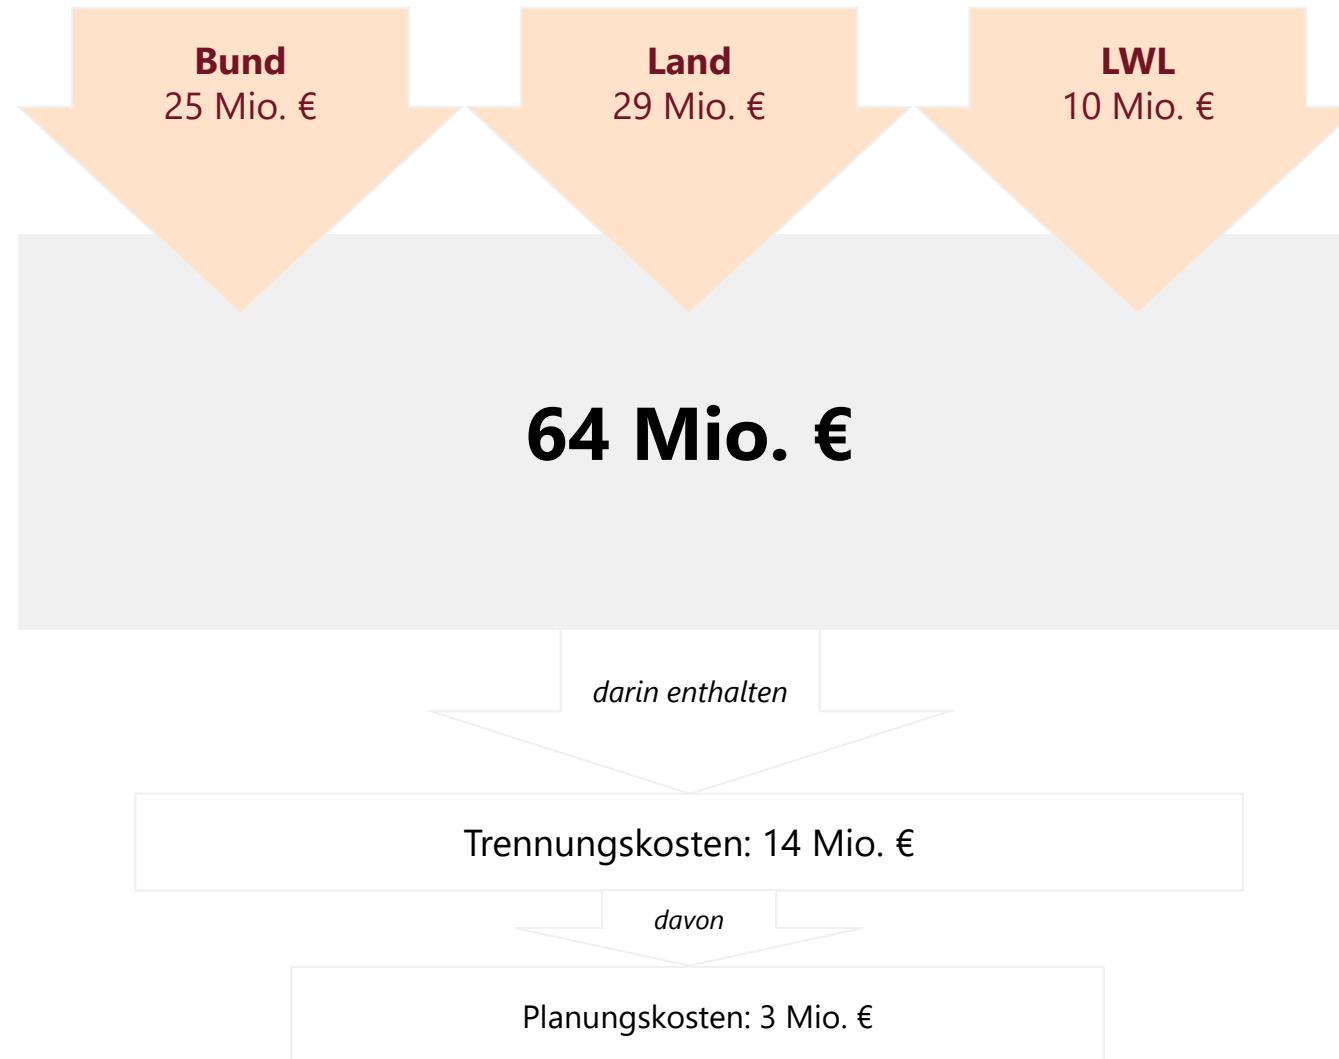 Bund
25 Mio. €
Land
29 Mio. €
LWL
10 Mio. €
64 Mio. €
darin enthalten
Trennungskosten: 14 Mio. €
davon
Planungskosten: 3 Mio. €